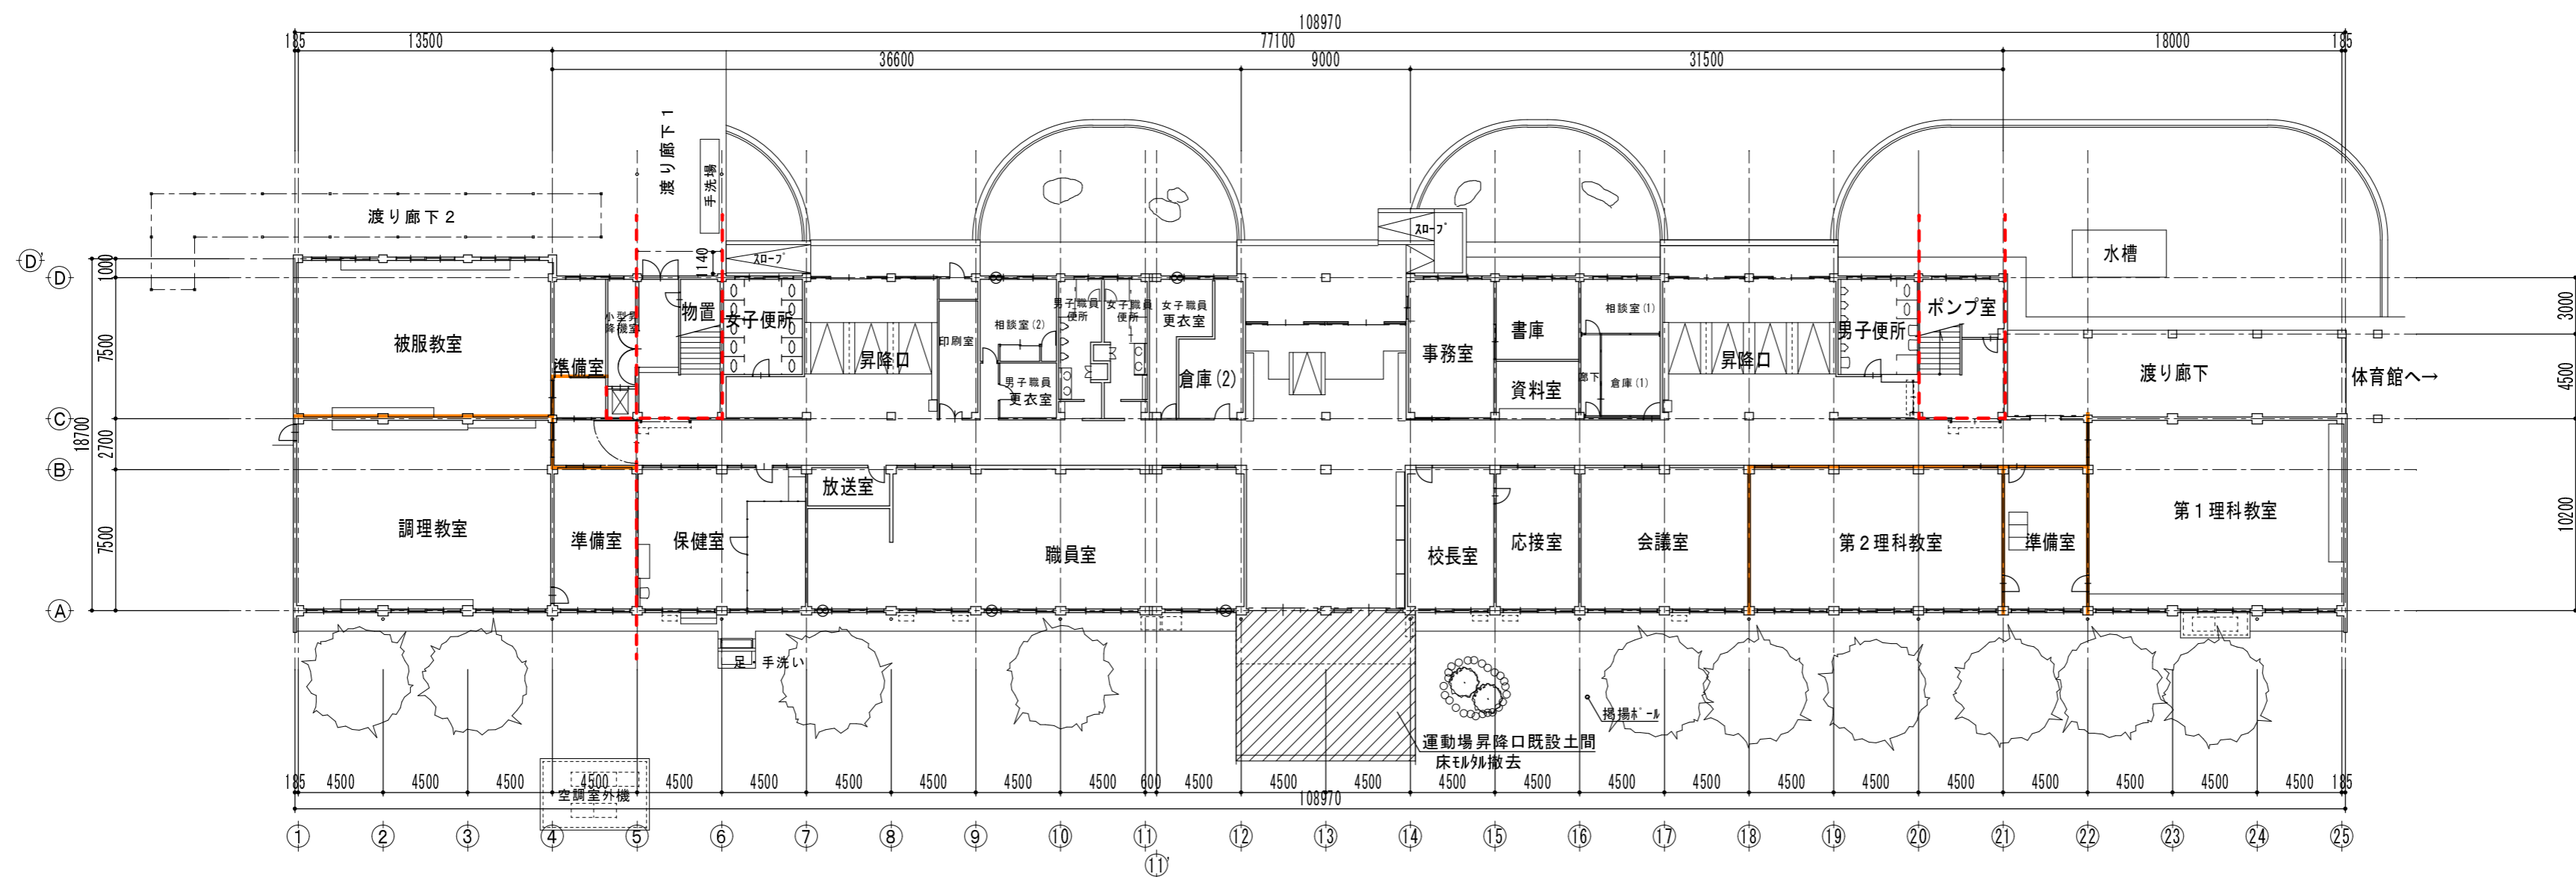 108970
185 13500 77100 18000 185
36600 9000 31500
渡り廊下1
手洗場
渡り廊下2
スロープ
スロープ
1140
水槽
D'
D
C
B
A
1000
7500
2700
7500
18700
3000
4500
10200
被服教室
準備室
小型昇
降機室
物置
女子便所
昇降口
印刷室
相談室(2)
男子職員
更衣室
男子職員
便所
女子職員
便所
女子職員
更衣室
倉庫(2)
事務室
書庫
資料室
相談室(1)
廊下
倉庫(1)
昇降口
男子便所
ポンプ室
渡り廊下
体育館へ→
調理教室
準備室
保健室
放送室
職員室
校長室
応接室
会議室
第2理科教室
準備室
第1理科教室
足・手洗い
掲揚ポール
運動場昇降口既設土間
床モルタル撤去
空調室外機
185 4500 4500 4500 4500 4500 4500 4500 4500 4500 4500 600 4500 4500 4500 4500 4500 4500 4500 4500 4500 4500 4500 4500 4500 4500 185
108970
1 2 3 4 5 6 7 8 9 10 11 12 13 14 15 16 17 18 19 20 21 22 23 24 25
11'